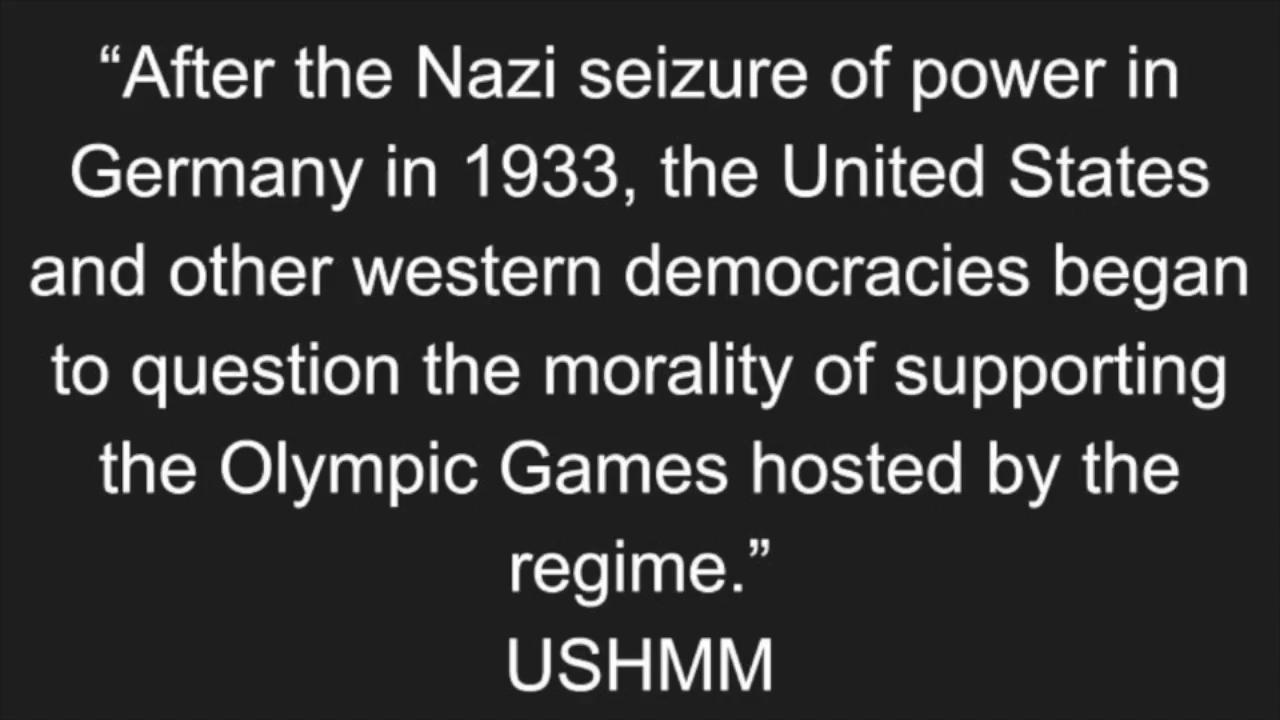 “After the Nazi seizure of power in
Germany in 1933, the United States
and other western democracies began
to question the morality of supporting
the Olympic Games hosted by the
regime.”
USHMM